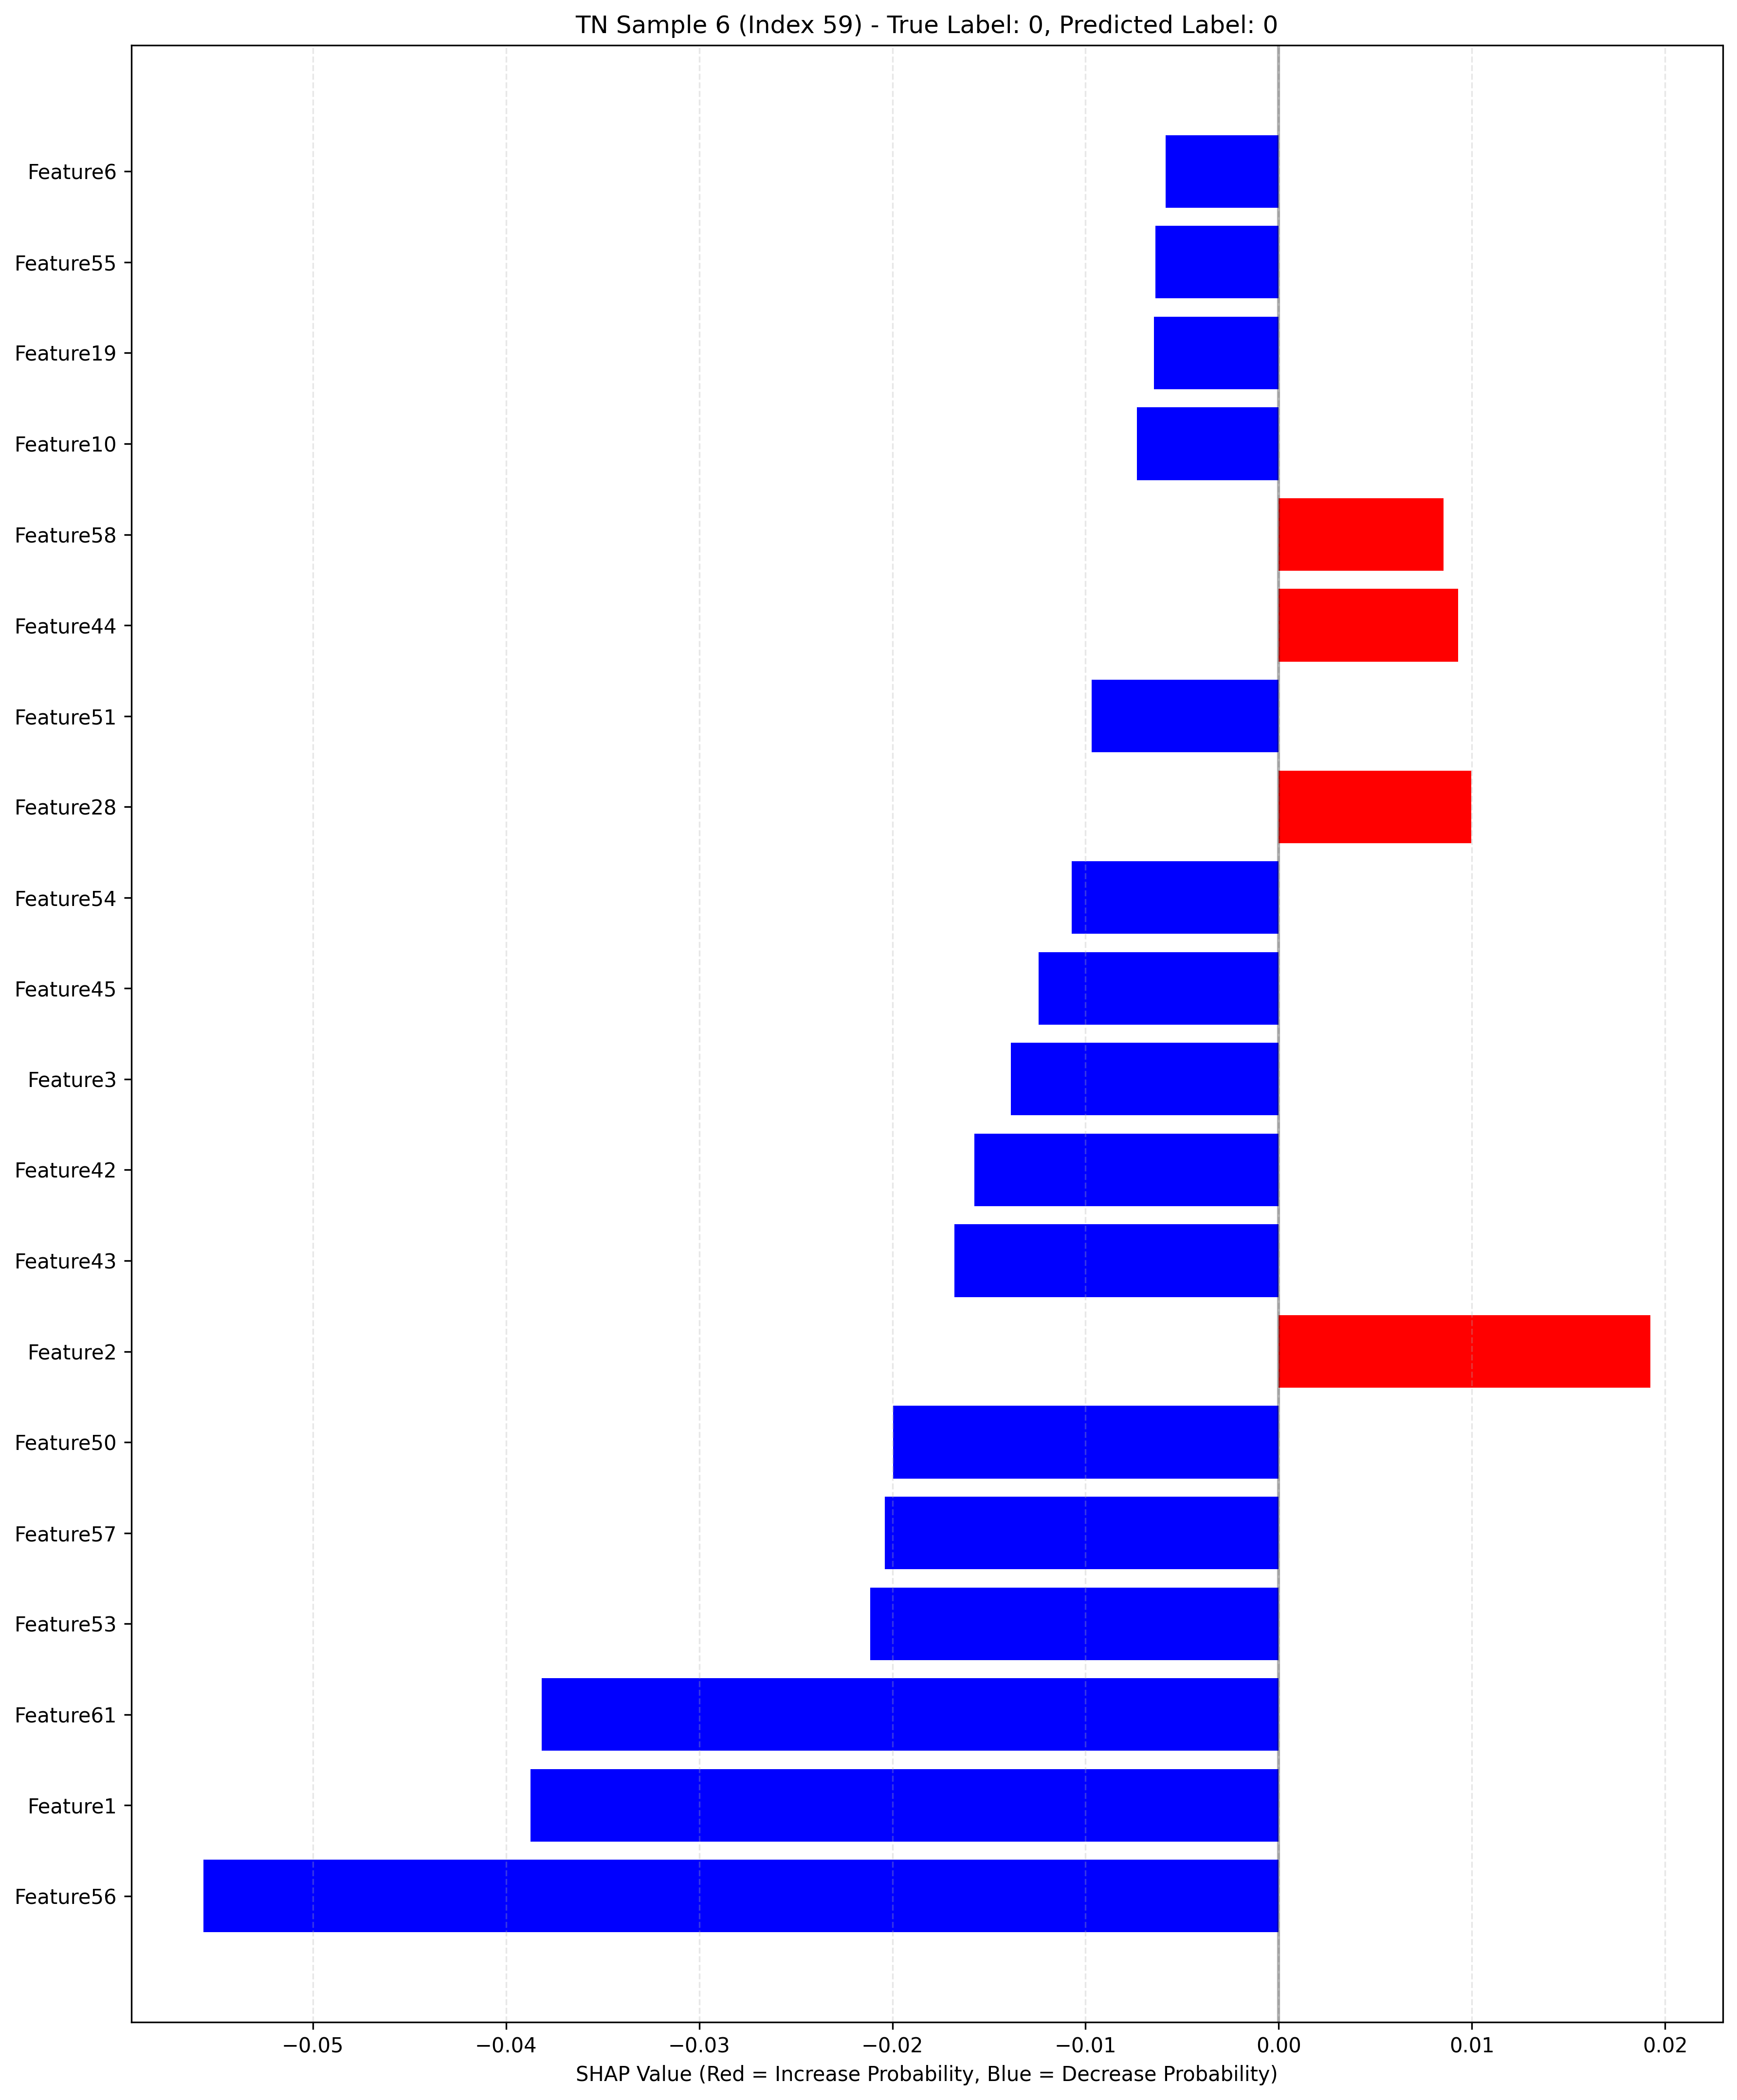 TN Sample 6 (Index 59) - True Label: 0, Predicted Label: 0
Feature6
Feature55
Feature19
Feature10
Feature58
Feature44
Feature51
Feature28
Feature54
Feature45
Feature3
Feature42
Feature43
Feature2
Feature50
Feature57
Feature53
Feature61
Feature1
Feature56
−0.05 −0.04 −0.03 −0.02 −0.01 0.00 0.01 0.02
SHAP Value (Red = Increase Probability, Blue = Decrease Probability)